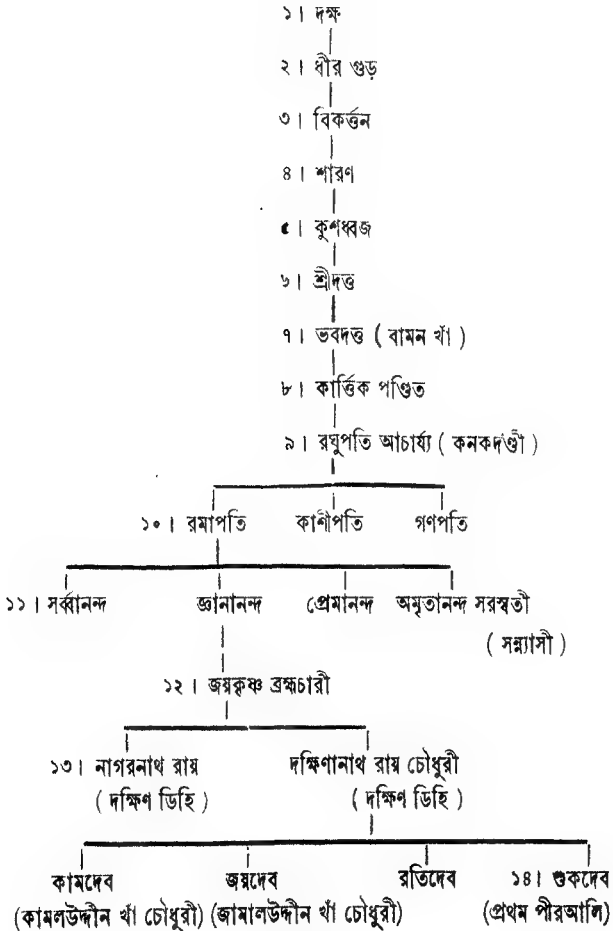 ১। দক্ষ
২। ধীর গুড়
৩। বিকর্ত্তন
৪। শারণ
৫। কুশধ্বজ
৬। শ্রীদত্ত
৭। ভবদত্ত ( বামন খাঁ )
৮। কার্ত্তিক পণ্ডিত
৯। রঘুপতি আচার্য্য ( কনকদণ্ডী )
১০। রমাপতি কাশীপতি গণপতি
১১। সর্ব্বানন্দ জ্ঞানানন্দ প্রেমানন্দ অমৃতানন্দ সরস্বতী
( সন্ন্যাসী )
১২। জয়কৃষ্ণ ব্রহ্মচারী
১৩। নাগরনাথ রায় দক্ষিণানাথ রায় চৌধুরী
( দক্ষিণ ডিহি ) ( দক্ষিণ ডিহি )
কামদেব জয়দেব রতিদেব ১৪। শুকদেব
(কামলউদ্দীন খাঁ চৌধুরী) (জামালউদ্দীন খাঁ চৌধুরী) (প্রথম পীরআলি)